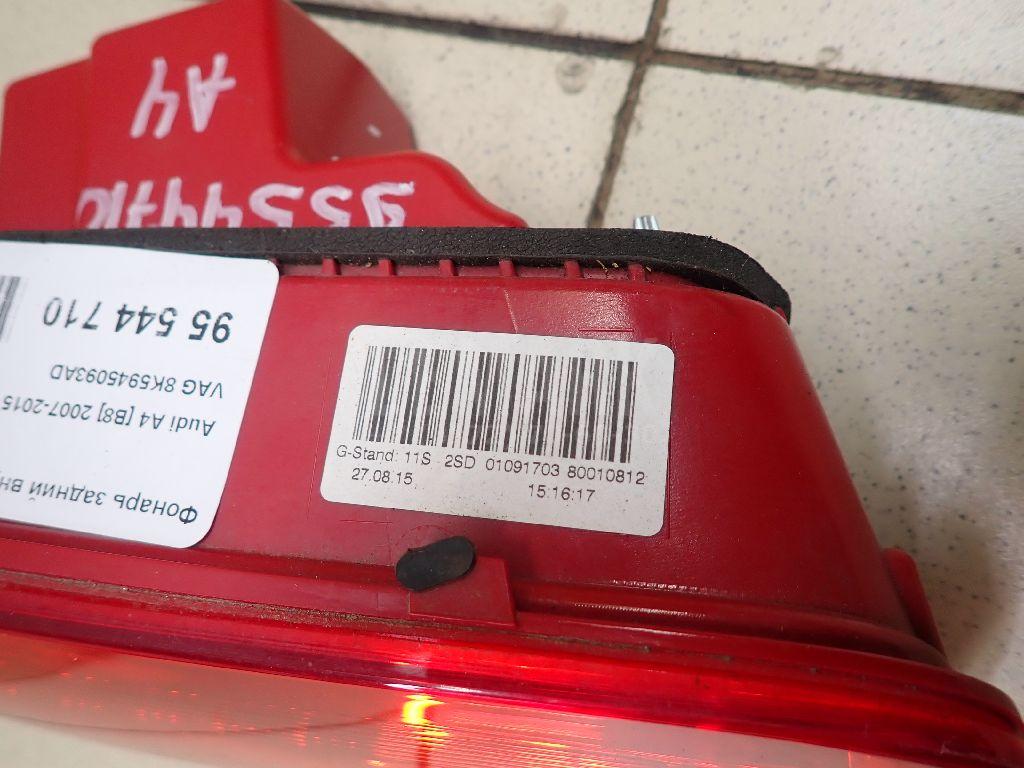 A4
95544710
Фонарь задний вн
Audi A4 [B8] 2007-2015
VAG 8K5945093AD
95 544 710
G-Stand: 11S 2SD 01091703 80010812
27.08.15 15:16:17